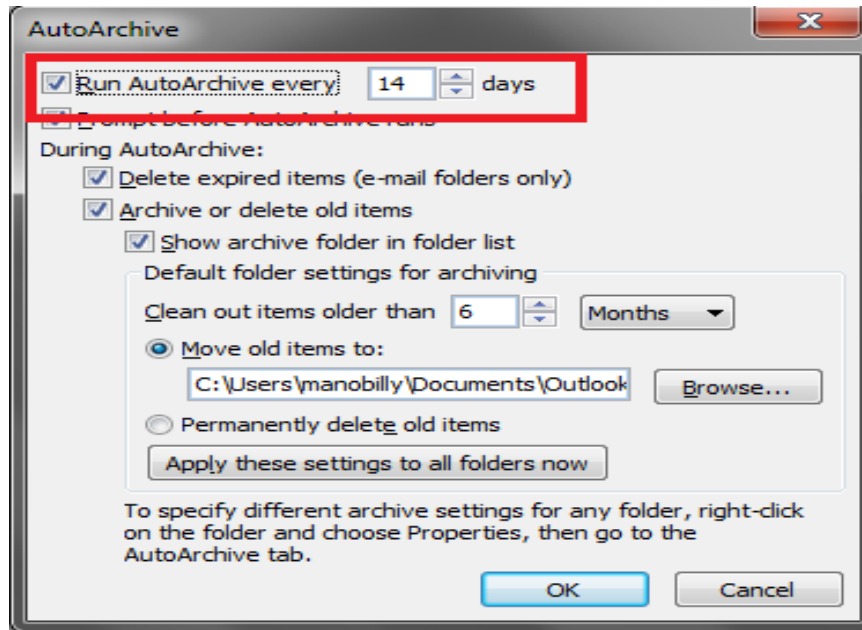 AutoArchive
Run AutoArchive every 14 days
Prompt before AutoArchive runs
During AutoArchive:
Delete expired items (e-mail folders only)
Archive or delete old items
Show archive folder in folder list
Default folder settings for archiving
Clean out items older than 6 Months
Move old items to:
C:\Users\manobilly\Documents\Outlook Browse...
Permanently delete old items
Apply these settings to all folders now
To specify different archive settings for any folder, right-click
on the folder and choose Properties, then go to the
AutoArchive tab.
OK Cancel